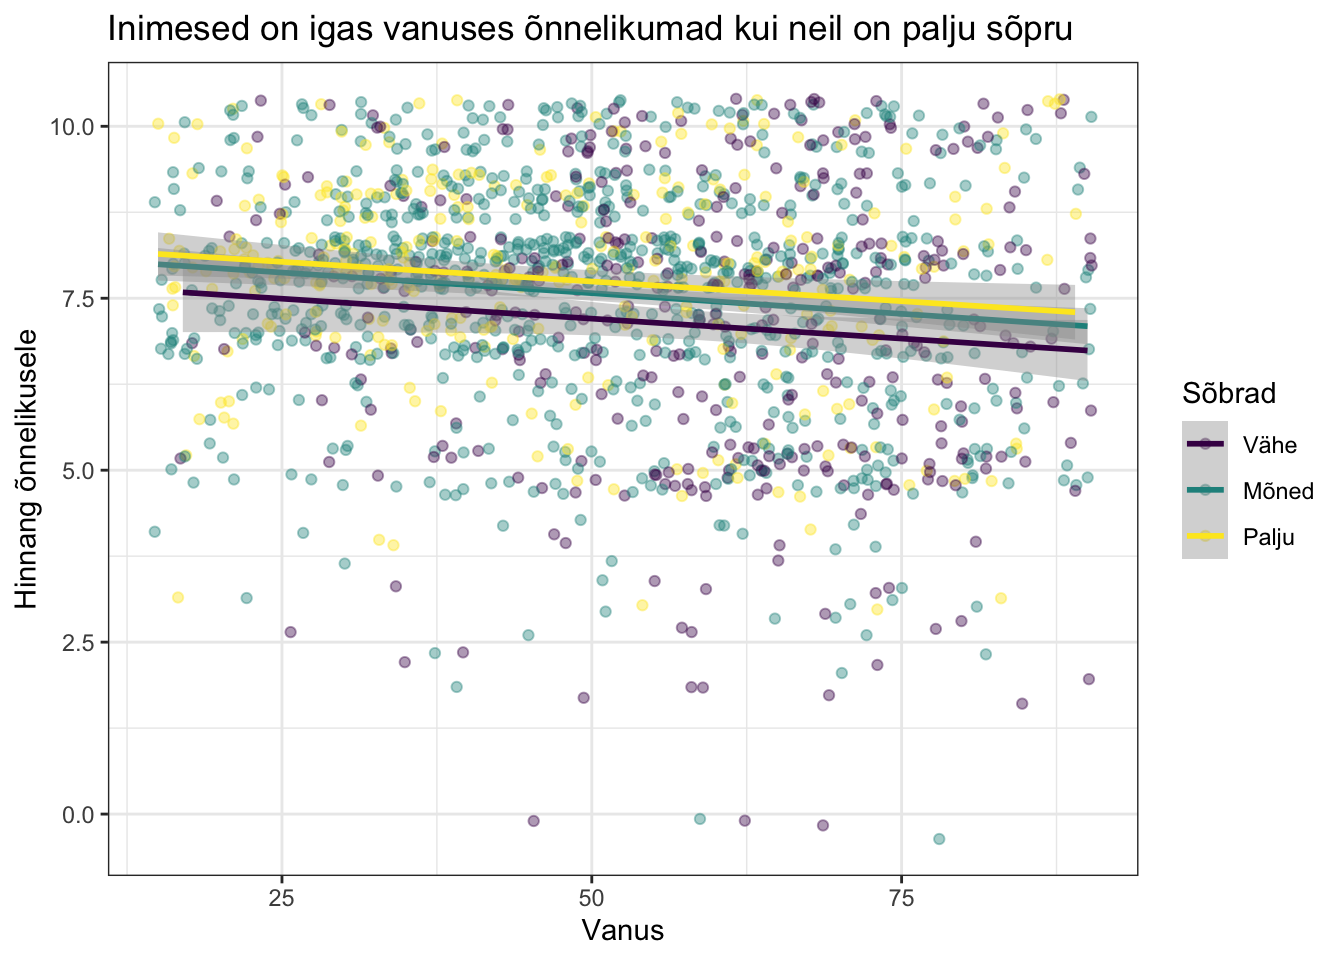 Inimesed on igas vanuses õnnelikumad kui neil on palju sõpru
10.0
7.5
5.0
2.5
0.0
Hinnang õnnelikusele
25 50 75
Vanus
Sõbrad
Vähe
Mõned
Palju